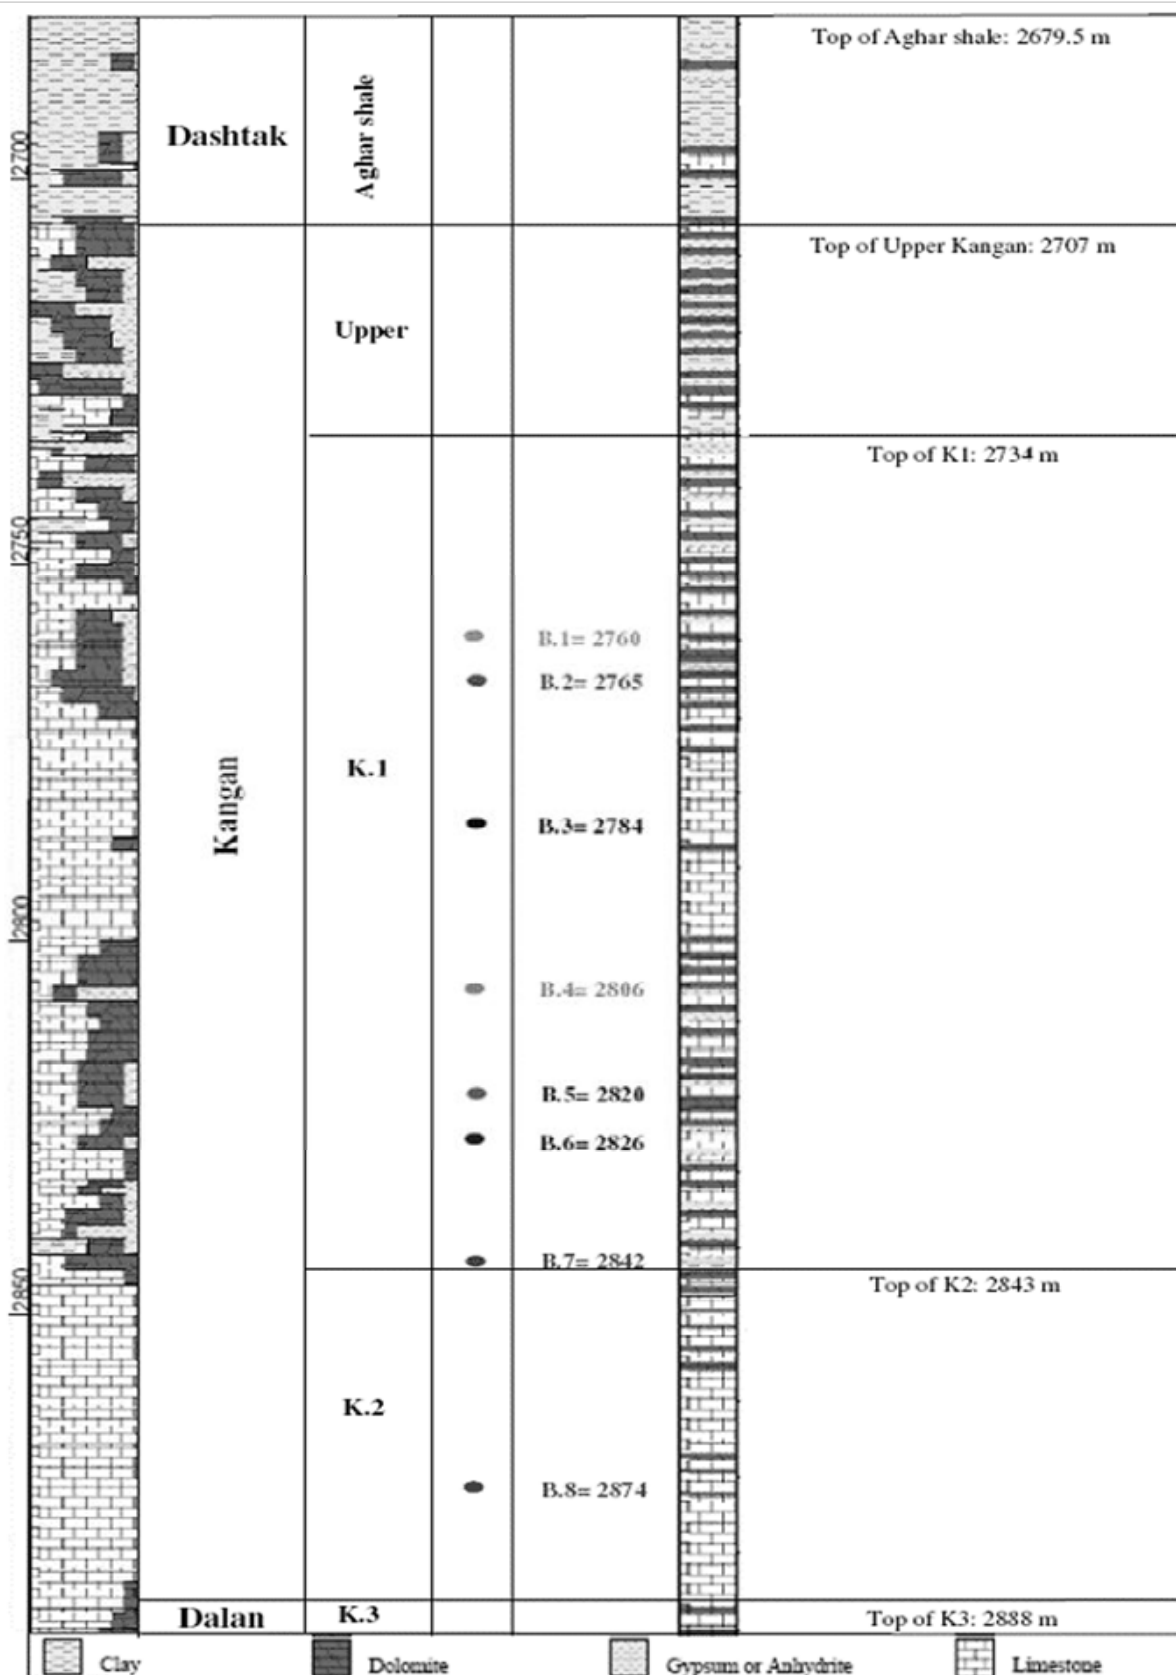 Top of Aghar shale: 2679.5 m
Aghar shale
Dashtak
2700
Top of Upper Kangan: 2707 m
Upper
Top of K1: 2734 m
2750
B.1= 2760
B.2= 2765
K.1
Kangan
B.3= 2784
2800
B.4= 2806
B.5= 2820
B.6= 2826
B.7= 2842
Top of K2: 2843 m
2850
K.2
B.8= 2874
Dalan
K.3
Top of K3: 2888 m
Clay
Dolomite
Gypsum or Anhydrite
Limestone